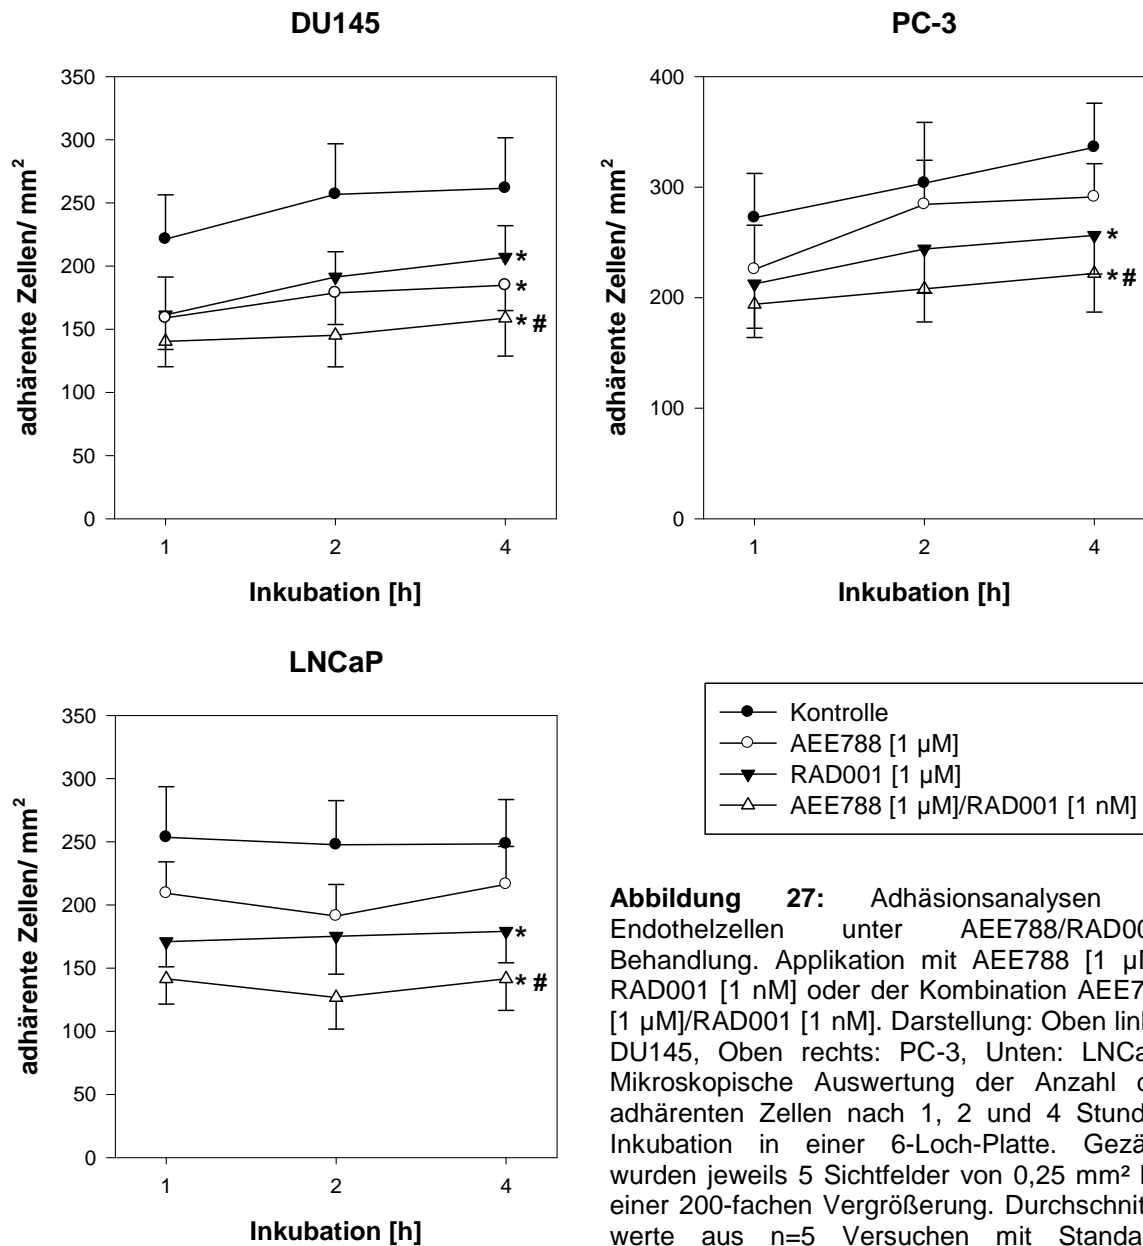 DU145
350
300
250
200
150
100
50
0
adhärente Zellen/ mm²
*
*
* #
1 2 4
Inkubation [h]
PC-3
400
300
200
100
0
adhärente Zellen/ mm²
*
* #
1 2 4
Inkubation [h]
LNCaP
350
300
250
200
150
100
50
0
adhärente Zellen/ mm²
*
* #
1 2 4
Inkubation [h]
Kontrolle
AEE788 [1 µM]
RAD001 [1 µM]
AEE788 [1 µM]/RAD001 [1 nM]
Abbildung 27: Adhäsionsanalysen
Endothelzellen unter
Behandlung. Applikation mit AEE788 [1
RAD001 [1 nM] oder der Kombination
[1 µM]/RAD001 [1 nM]. Darstellung: Oben
DU145, Oben rechts: PC-3, Unten:
Mikroskopische Auswertung der Anzahl
adhärenten Zellen nach 1, 2 und 4
Inkubation in einer 6-Loch-Platte.
wurden jeweils 5 Sichtfelder von 0,25 mm²
einer 200-fachen Vergrößerung.
werte aus n=5 Versuchen mit